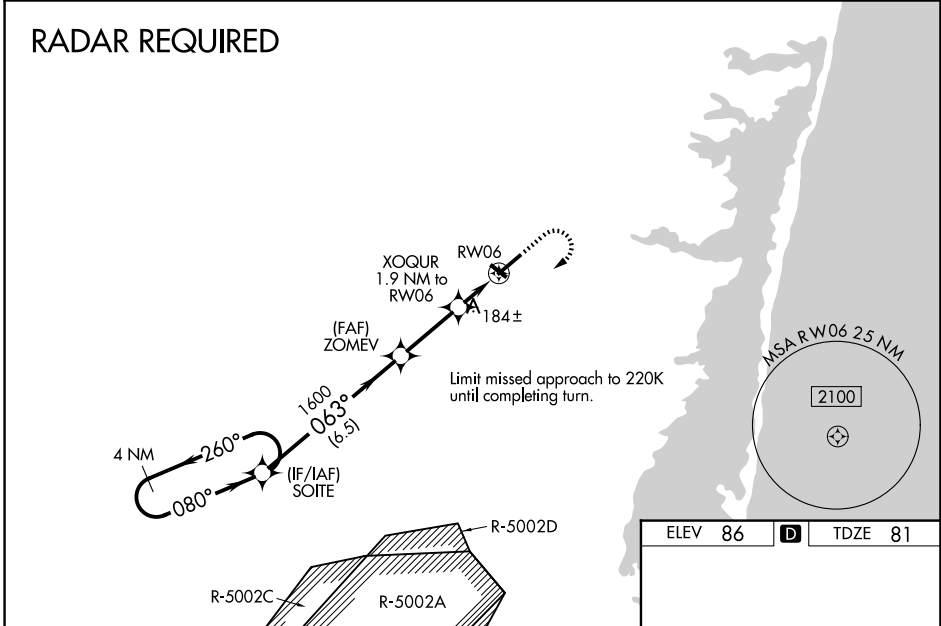 RADAR REQUIRED
RW06
XOQUR
1.9 NM to
RW06
184±
(FAF)
ZOMEV
MSA RW06 25 NM
2100
Limit missed approach to 220K
until completing turn.
1600
063°
(6.5)
4 NM
260°
080°
(IF/IAF)
SOITE
R-5002D
R-5002C
R-5002A
ELEV 86 D TDZE 81